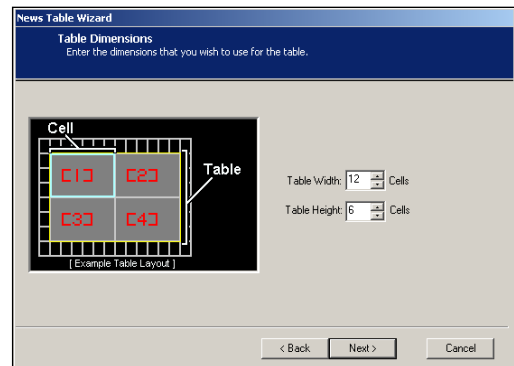 News Table Wizard
Table Dimensions
Enter the dimensions that you wish to use for the table.
Cell
[1] [2]
Table
[3] [4]
[ Example Table Layout ]
Table Width: 12 Cells
Table Height: 6 Cells
< Back Next > Cancel